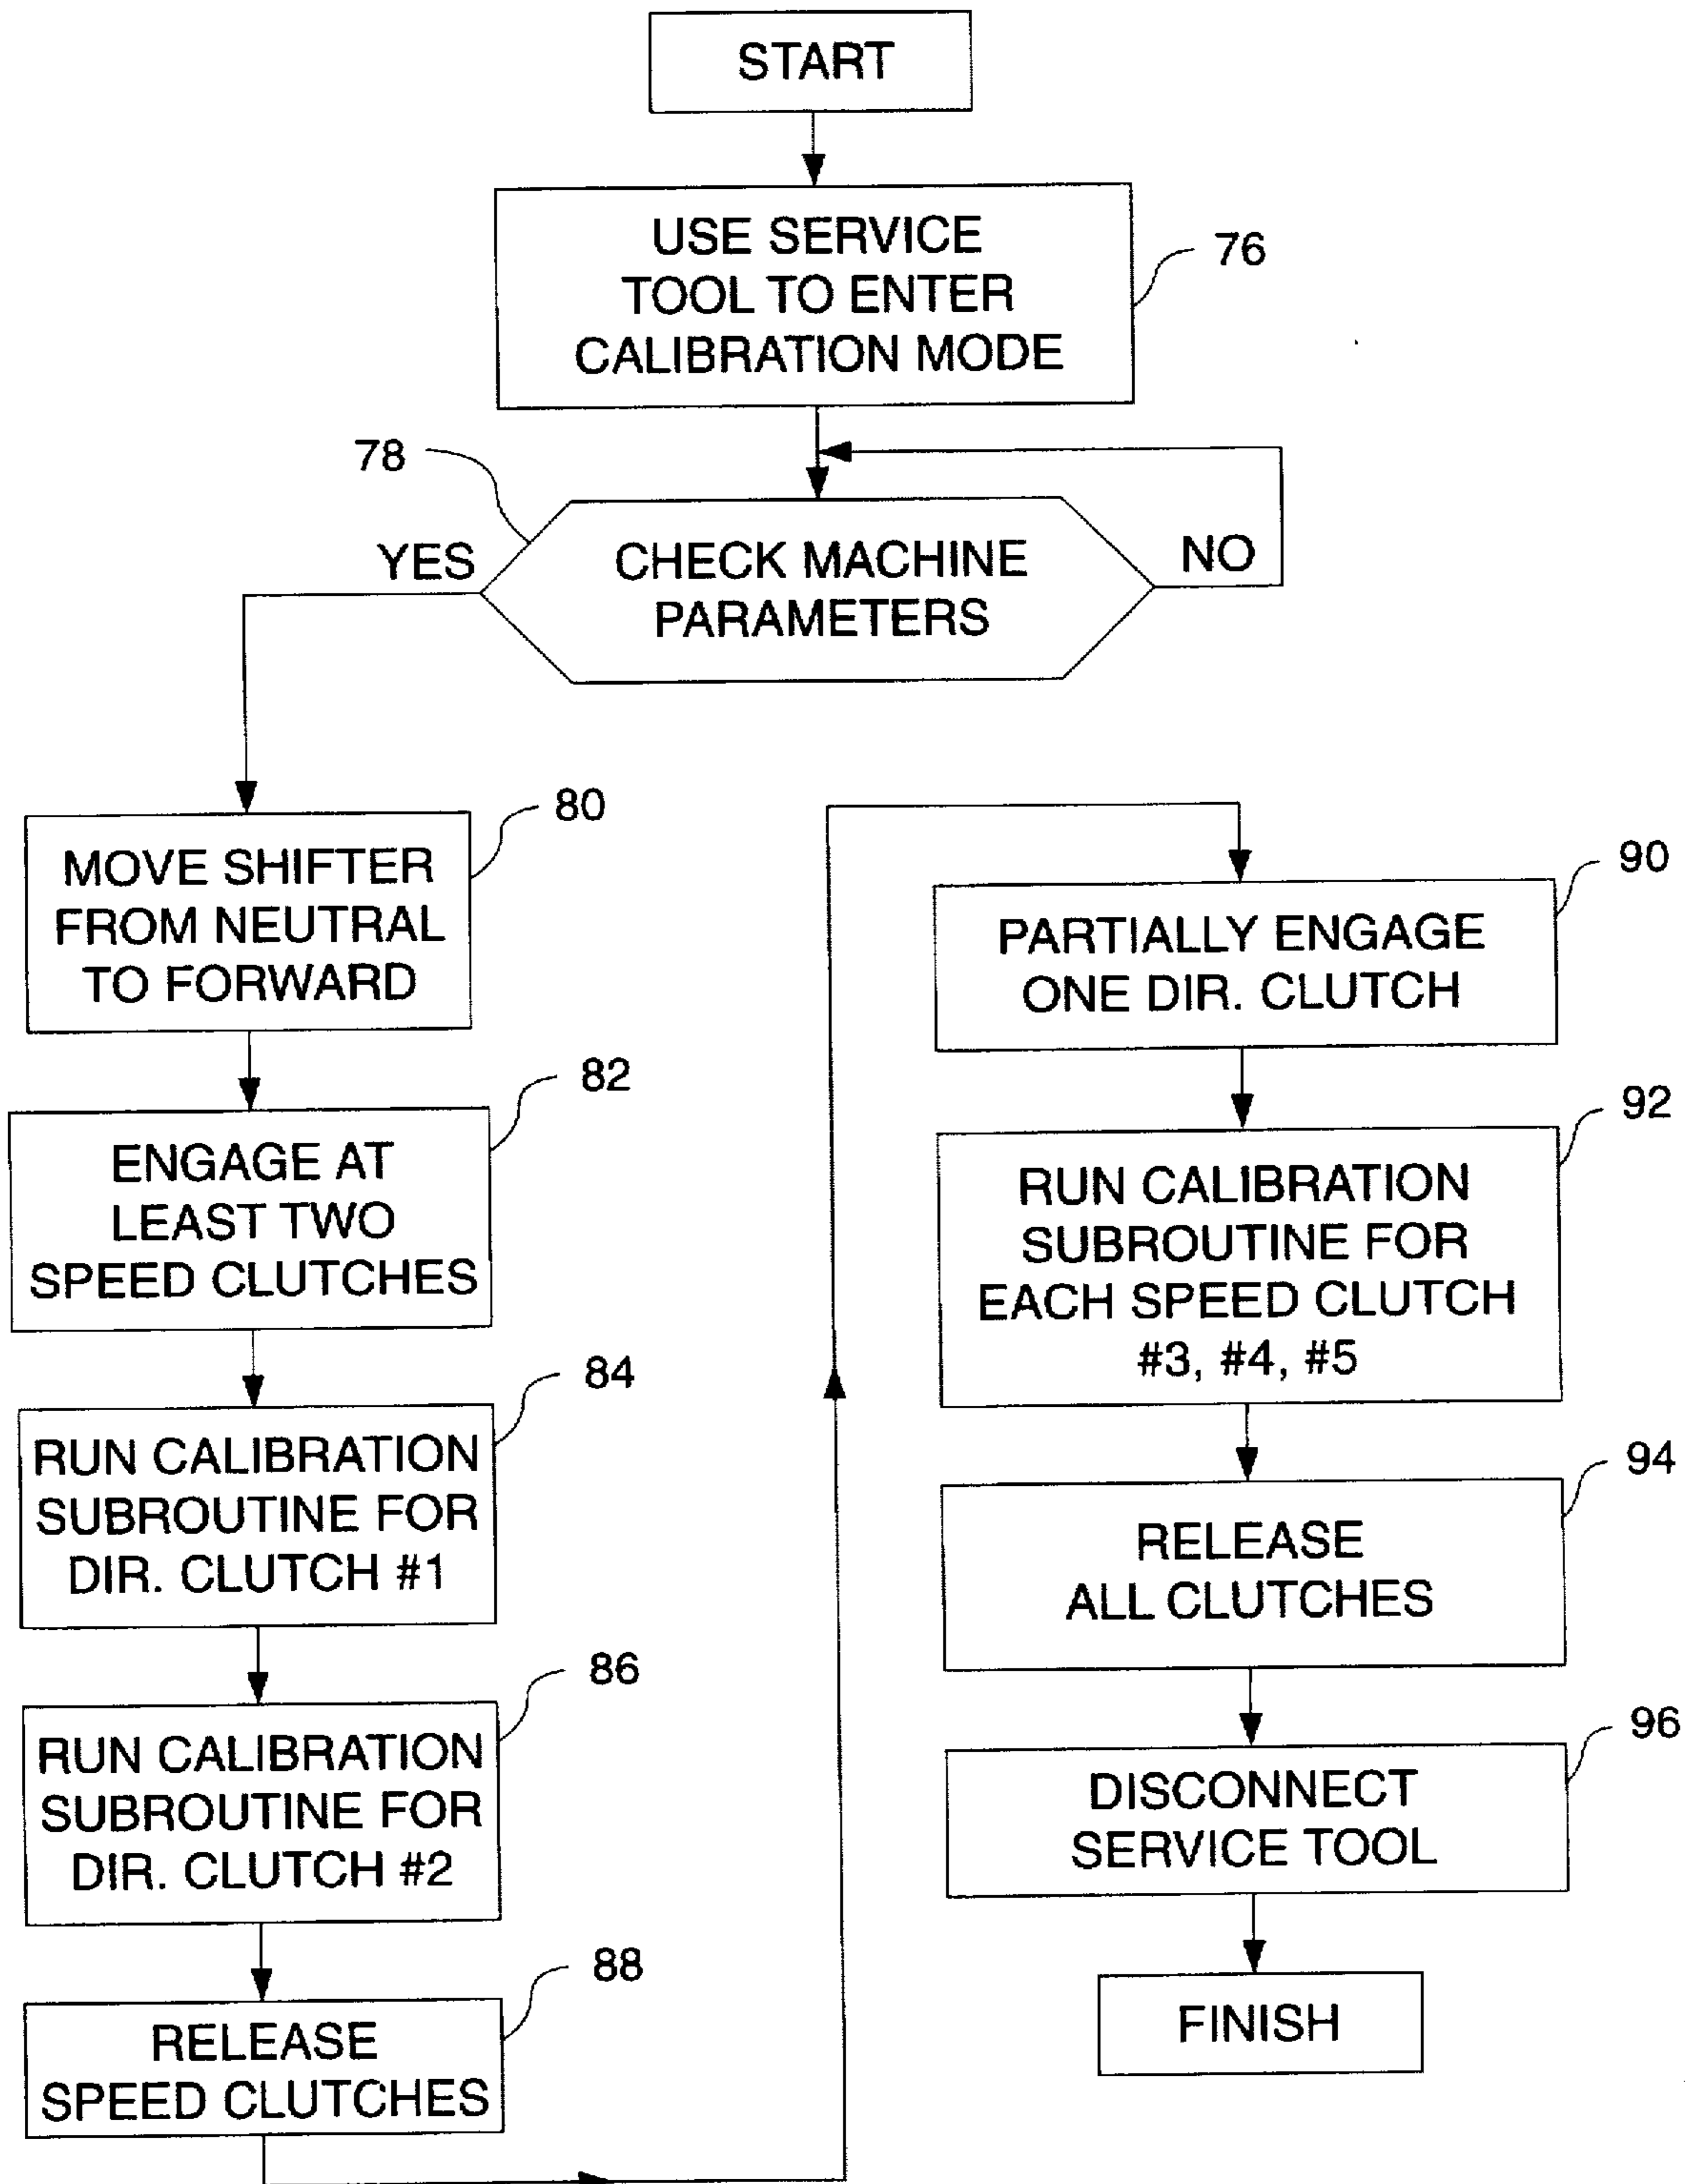 START
USE SERVICE
TOOL TO ENTER
CALIBRATION MODE
76
78
YES
CHECK MACHINE
PARAMETERS
NO
80
MOVE SHIFTER
FROM NEUTRAL
TO FORWARD
82
ENGAGE AT
LEAST TWO
SPEED CLUTCHES
84
RUN CALIBRATION
SUBROUTINE FOR
DIR. CLUTCH #1
86
RUN CALIBRATION
SUBROUTINE FOR
DIR. CLUTCH #2
88
RELEASE
SPEED CLUTCHES
90
PARTIALLY ENGAGE
ONE DIR. CLUTCH
92
RUN CALIBRATION
SUBROUTINE FOR
EACH SPEED CLUTCH
#3, #4, #5
94
RELEASE
ALL CLUTCHES
96
DISCONNECT
SERVICE TOOL
FINISH